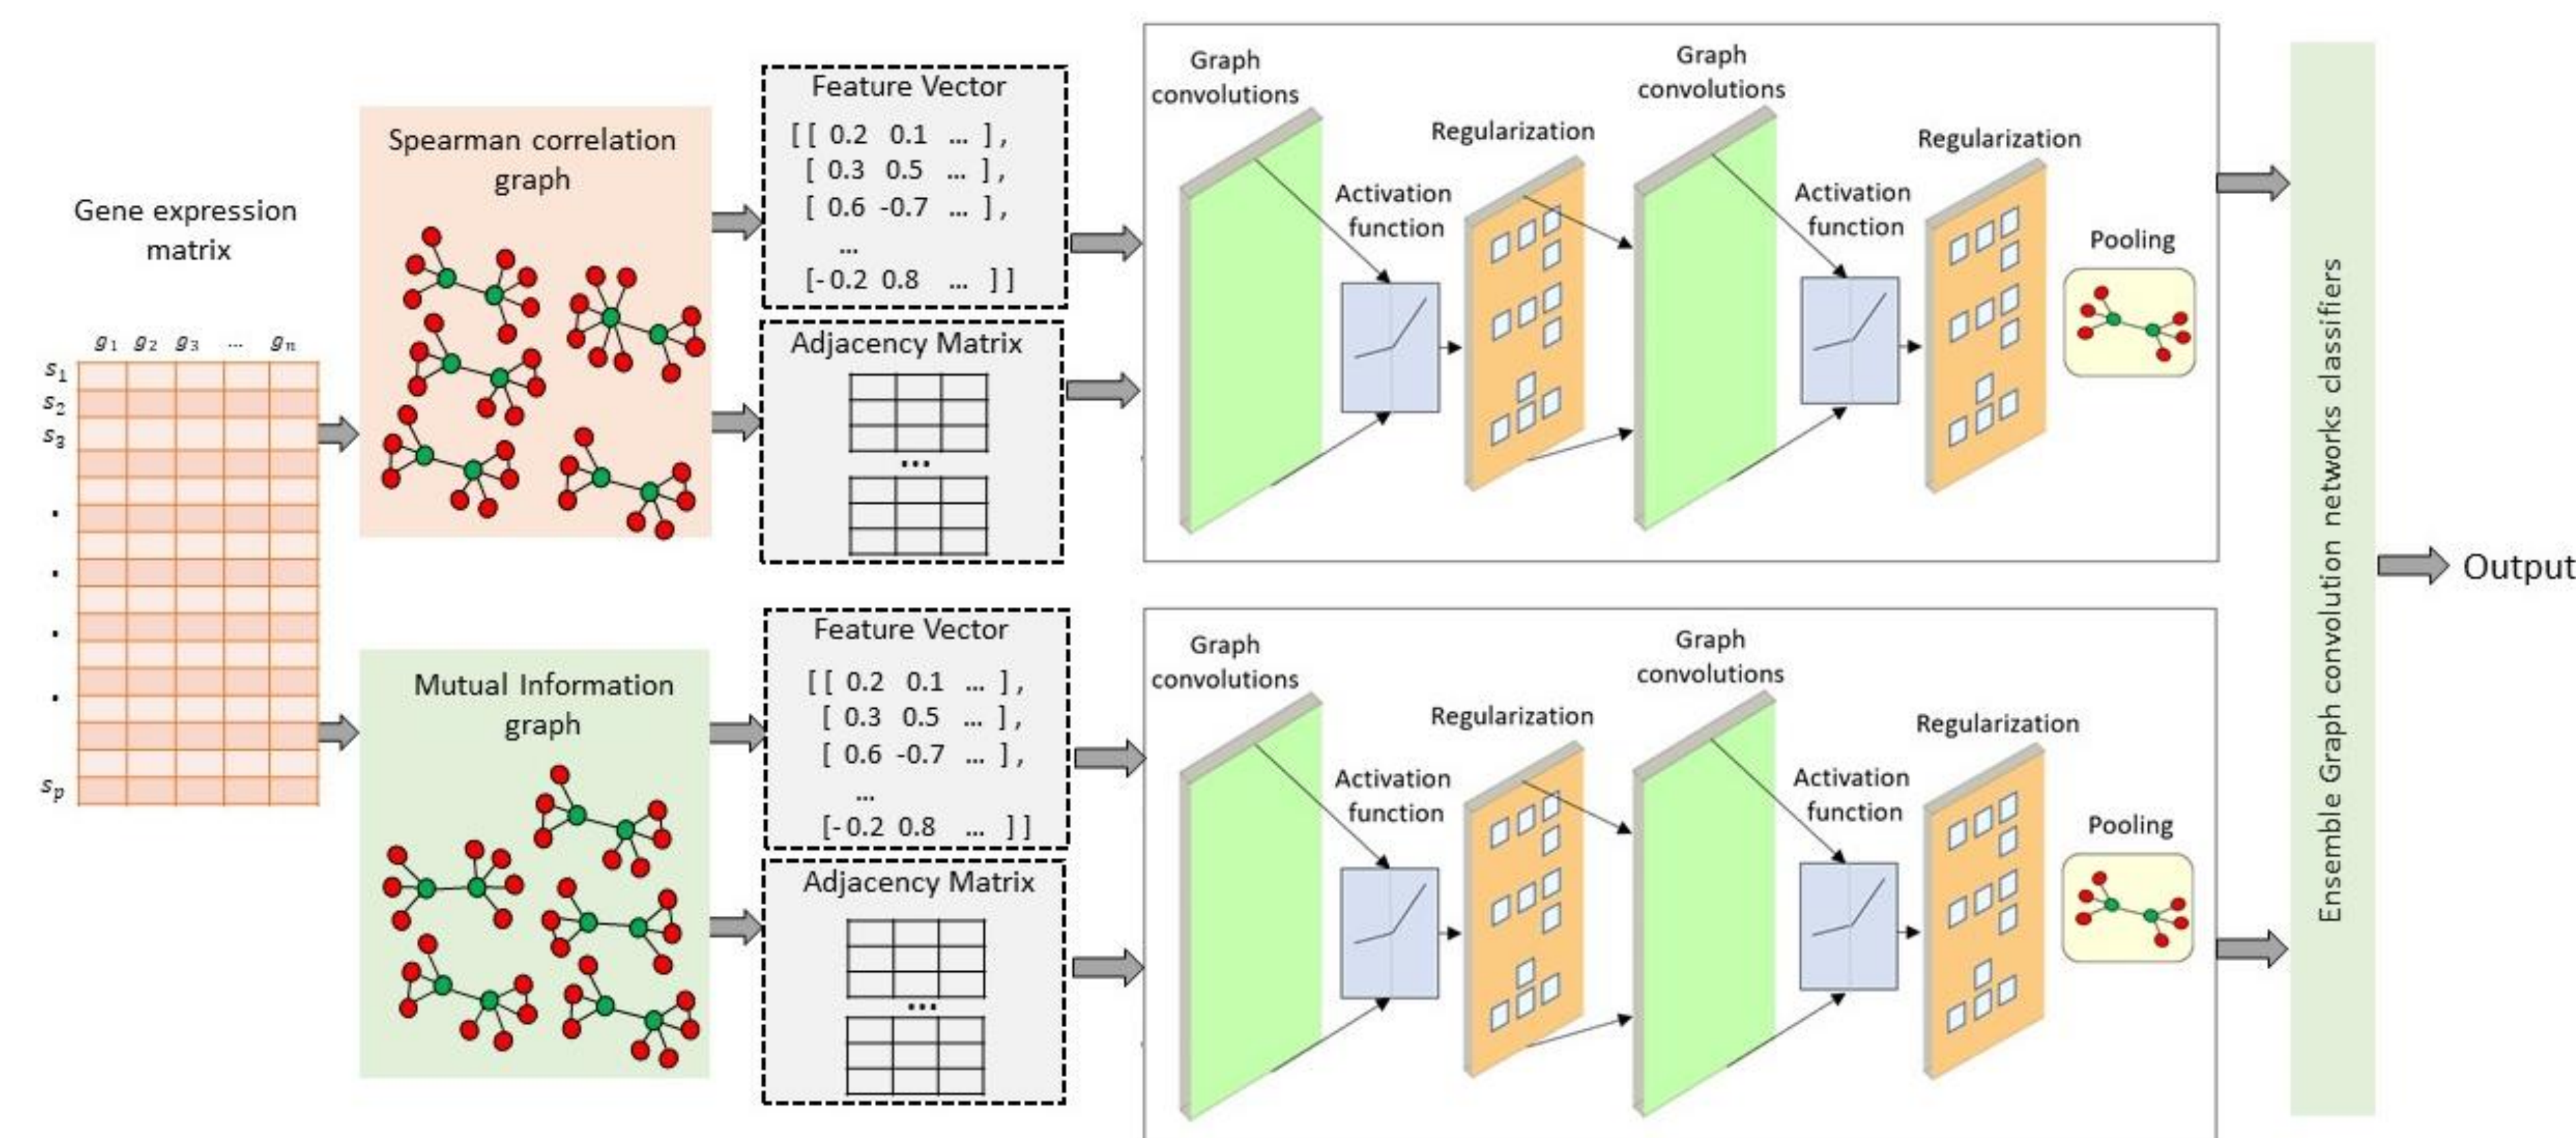 Gene expression
matrix
g1 g2 g3 ... gn
s1
s2
s3
.
.
.
.
sp
Spearman correlation
graph
Mutual Information
graph
Feature Vector
[[ 0.2 0.1 ... ],
[ 0.3 0.5 ... ],
[ 0.6 -0.7 ... ],
...
[-0.2 0.8 ... ]]
Adjacency Matrix
...
Feature Vector
[[ 0.2 0.1 ... ],
[ 0.3 0.5 ... ],
[ 0.6 -0.7 ... ],
...
[-0.2 0.8 ... ]]
Adjacency Matrix
...
Graph
convolutions
Activation
function
Regularization
Graph
convolutions
Activation
function
Regularization
Pooling
Graph
convolutions
Activation
function
Regularization
Graph
convolutions
Activation
function
Regularization
Pooling
Ensemble Graph convolution networks classifiers
Output